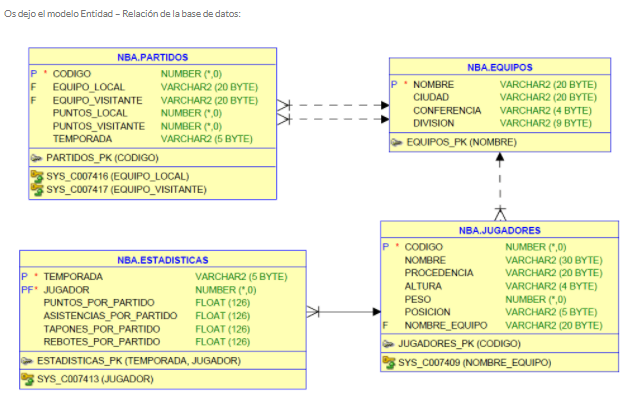 Os dejo el modelo Entidad – Relación de la base de datos:
NBA.PARTIDOS
P * CODIGO NUMBER (*,0)
F EQUIPO_LOCAL VARCHAR2 (20 BYTE)
F EQUIPO_VISITANTE VARCHAR2 (20 BYTE)
PUNTOS_LOCAL NUMBER (*,0)
PUNTOS_VISITANTE NUMBER (*,0)
TEMPORADA VARCHAR2 (5 BYTE)
PARTIDOS_PK (CODIGO)
SYS_C007416 (EQUIPO_LOCAL)
SYS_C007417 (EQUIPO_VISITANTE)
NBA.EQUIPOS
P * NOMBRE VARCHAR2 (20 BYTE)
CIUDAD VARCHAR2 (20 BYTE)
CONFERENCIA VARCHAR2 (4 BYTE)
DIVISION VARCHAR2 (9 BYTE)
EQUIPOS_PK (NOMBRE)
NBA.ESTADISTICAS
P * TEMPORADA VARCHAR2 (5 BYTE)
PF* JUGADOR NUMBER (*,0)
PUNTOS_POR_PARTIDO FLOAT (126)
ASISTENCIAS_POR_PARTIDO FLOAT (126)
TAPONES_POR_PARTIDO FLOAT (126)
REBOTES_POR_PARTIDO FLOAT (126)
ESTADISTICAS_PK (TEMPORADA, JUGADOR)
SYS_C007413 (JUGADOR)
NBA.JUGADORES
P * CODIGO NUMBER (*,0)
NOMBRE VARCHAR2 (30 BYTE)
PROCEDENCIA VARCHAR2 (20 BYTE)
ALTURA VARCHAR2 (4 BYTE)
PESO NUMBER (*,0)
POSICION VARCHAR2 (5 BYTE)
F NOMBRE_EQUIPO VARCHAR2 (20 BYTE)
JUGADORES_PK (CODIGO)
SYS_C007409 (NOMBRE_EQUIPO)